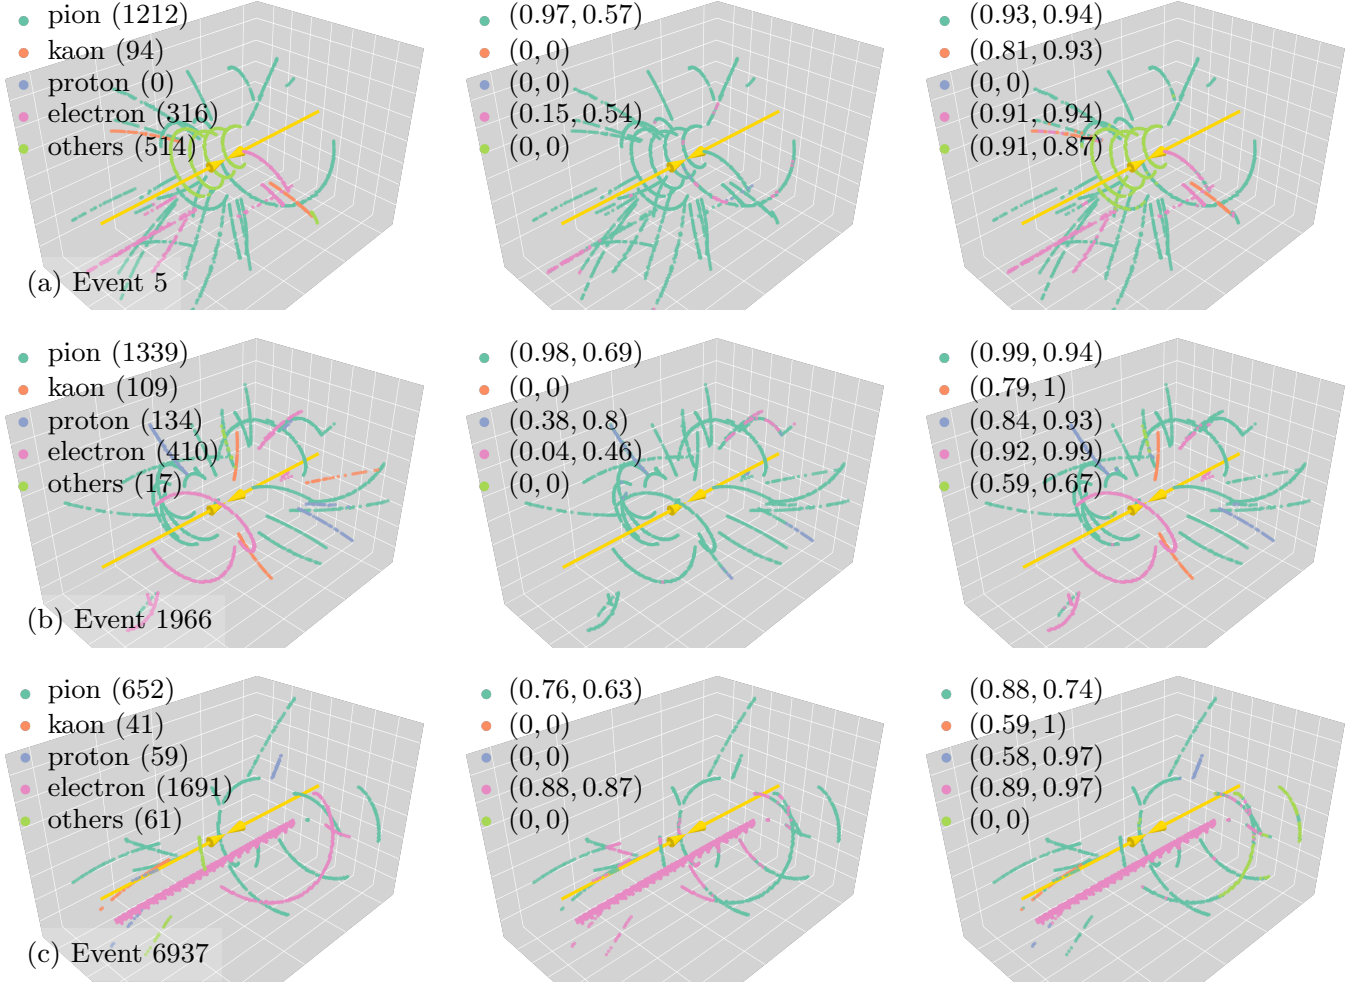 pion (1212)
kaon (94)
proton (0)
electron (316)
others (514)
(a) Event 5
(0.97, 0.57)
(0, 0)
(0, 0)
(0.15, 0.54)
(0, 0)
(0.93, 0.94)
(0.81, 0.93)
(0, 0)
(0.91, 0.94)
(0.91, 0.87)
pion (1339)
kaon (109)
proton (134)
electron (410)
others (17)
(b) Event 1966
(0.98, 0.69)
(0, 0)
(0.38, 0.8)
(0.04, 0.46)
(0, 0)
(0.99, 0.94)
(0.79, 1)
(0.84, 0.93)
(0.92, 0.99)
(0.59, 0.67)
pion (652)
kaon (41)
proton (59)
electron (1691)
others (61)
(c) Event 6937
(0.76, 0.63)
(0, 0)
(0, 0)
(0.88, 0.87)
(0, 0)
(0.88, 0.74)
(0.59, 1)
(0.58, 0.97)
(0.89, 0.97)
(0, 0)